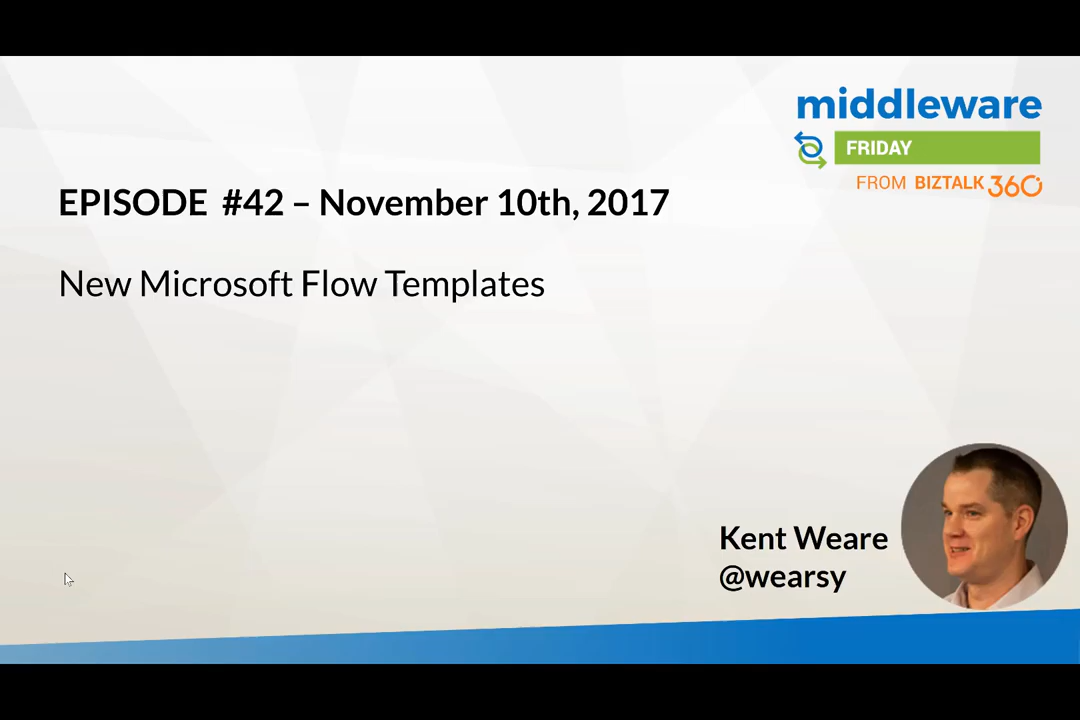 middleware
FRIDAY
FROM BIZTALK 360
EPISODE #42 – November 10th, 2017
New Microsoft Flow Templates
Kent Weare
@wearsy